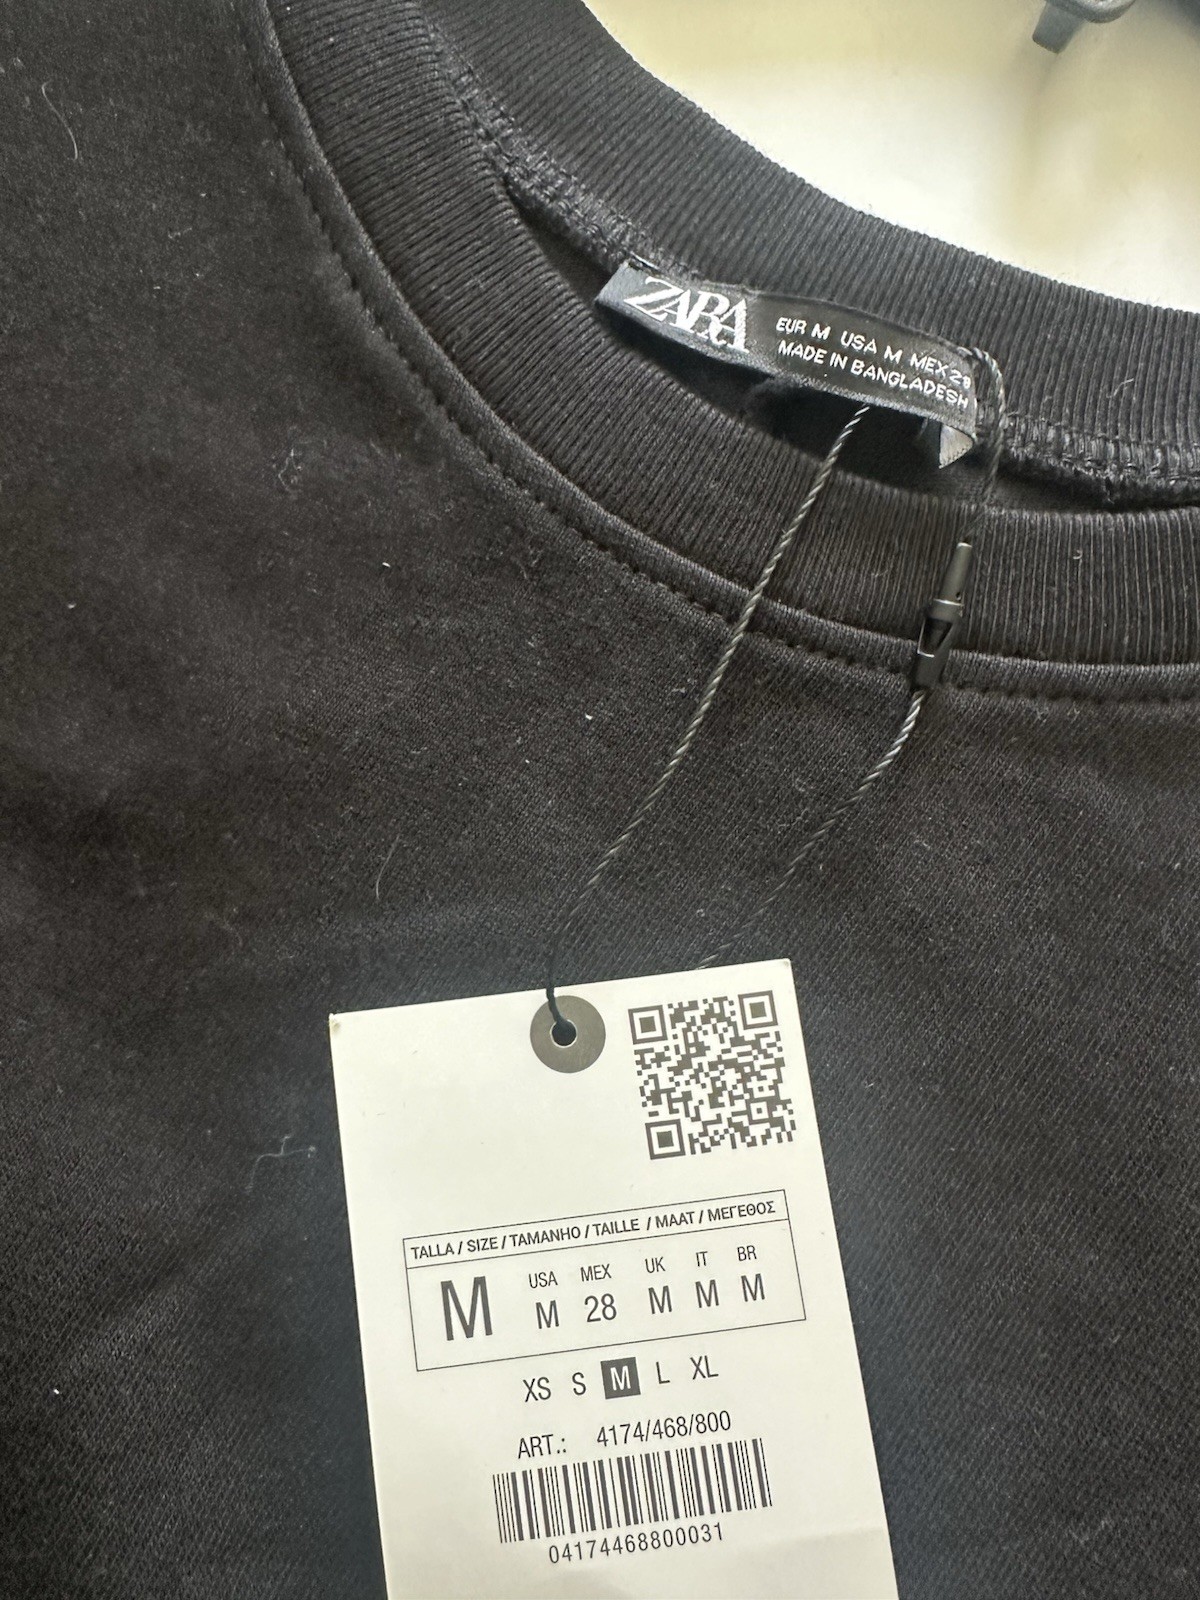 ZARA
EUR M USA M MEX 28
MADE IN BANGLADESH
TALLA / SIZE / TAMANHO / TAILLE / MAAT / ΜΕΓΕΘΟΣ
M
USA MEX UK IT BR
M 28 M M M
XS S M L XL
ART.: 4174/468/800
04174468800031